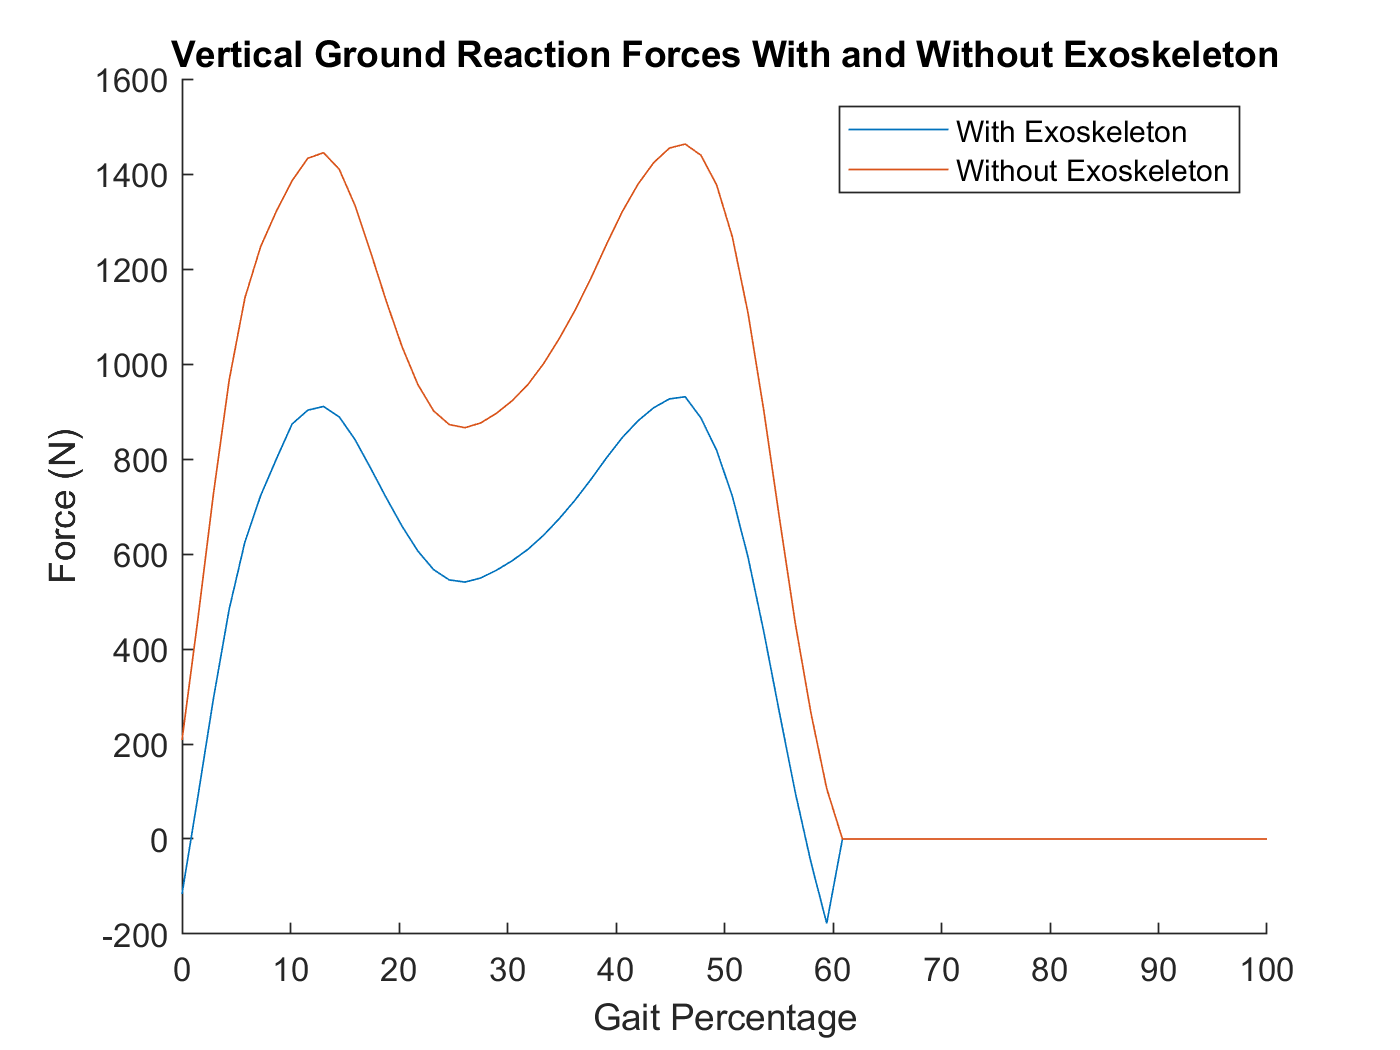 Vertical Ground Reaction Forces With and Without Exoskeleton
With Exoskeleton
Without Exoskeleton
Force (N)
1600
1400
1200
1000
800
600
400
200
0
-200
0 10 20 30 40 50 60 70 80 90 100
Gait Percentage